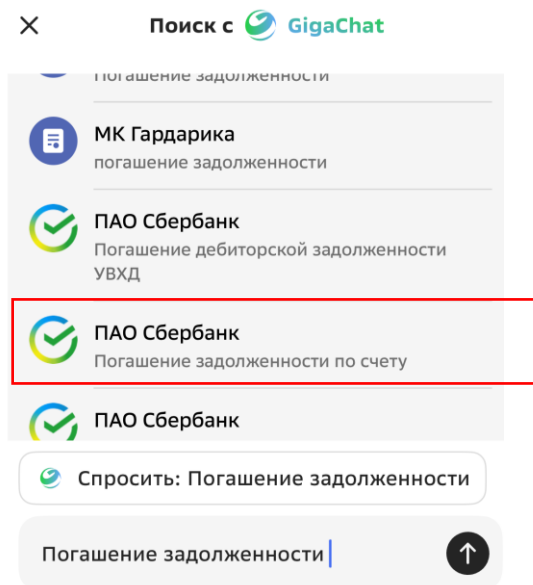 Поиск с GigaChat
Погашение задолженности
МК Гардарика
погашение задолженности
ПАО Сбербанк
Погашение дебиторской задолженности
УВХД
ПАО Сбербанк
Погашение задолженности по счету
ПАО Сбербанк
Спросить: Погашение задолженности
Погашение задолженности